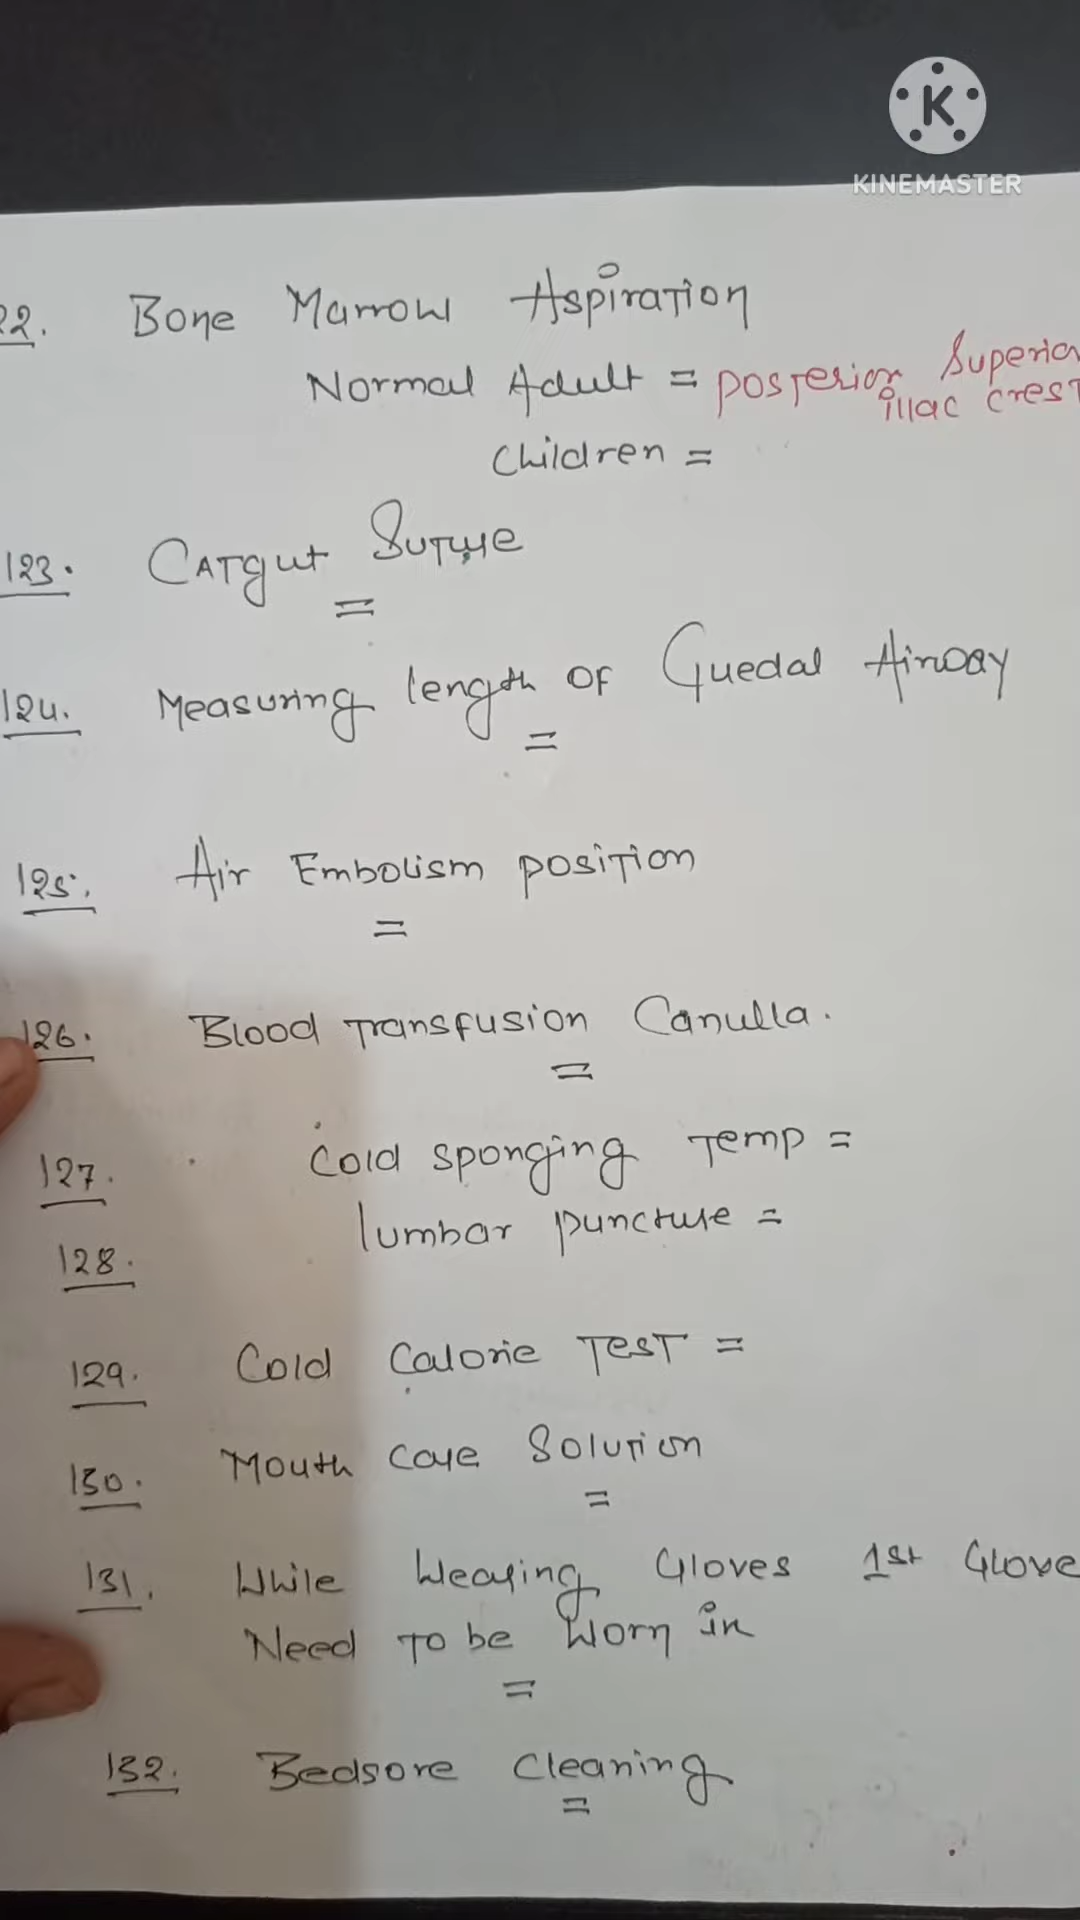 K
KINEMASTER
22. Bone Marrow Aspiration
Normal Adult = posterior Superior
illac crest
children =
123. Catgut Suture
=
124. Measuring length of Guedal Airway
=
125. Air Embolism position
=
126. Blood Transfusion Canulla.
=
127. Cold sponging Temp =
128. lumbar puncture =
129. Cold Calorie Test =
130. Mouth Care Solution
=
131. While Wearing Gloves 1st Glove
Need To be Worn in
=
132. Bedsore Cleaning
=